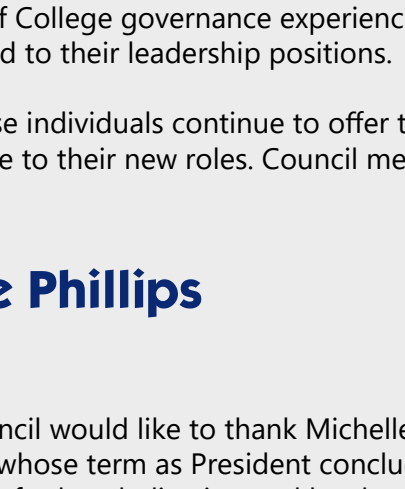 f College governance experienc
d to their leadership positions.
se individuals continue to offer t
e to their new roles. Council me
e Phillips
ncil would like to thank Michelle
whose term as President conclu